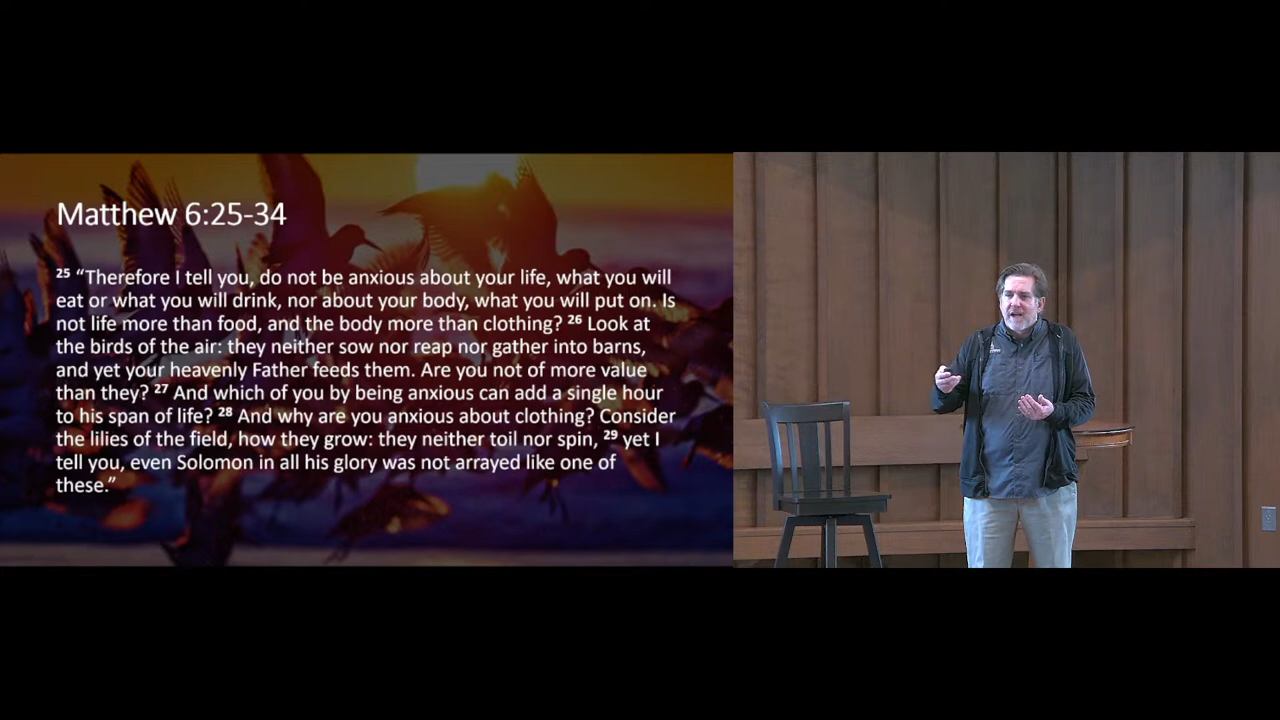 Matthew 6:25-34
25 “Therefore I tell you, do not be anxious about your life, what you will
eat or what you will drink, nor about your body, what you will put on. Is
not life more than food, and the body more than clothing? 26 Look at
the birds of the air: they neither sow nor reap nor gather into barns,
and yet your heavenly Father feeds them. Are you not of more value
than they? 27 And which of you by being anxious can add a single hour
to his span of life? 28 And why are you anxious about clothing? Consider
the lilies of the field, how they grow: they neither toil nor spin, 29 yet I
tell you, even Solomon in all his glory was not arrayed like one of
these.”